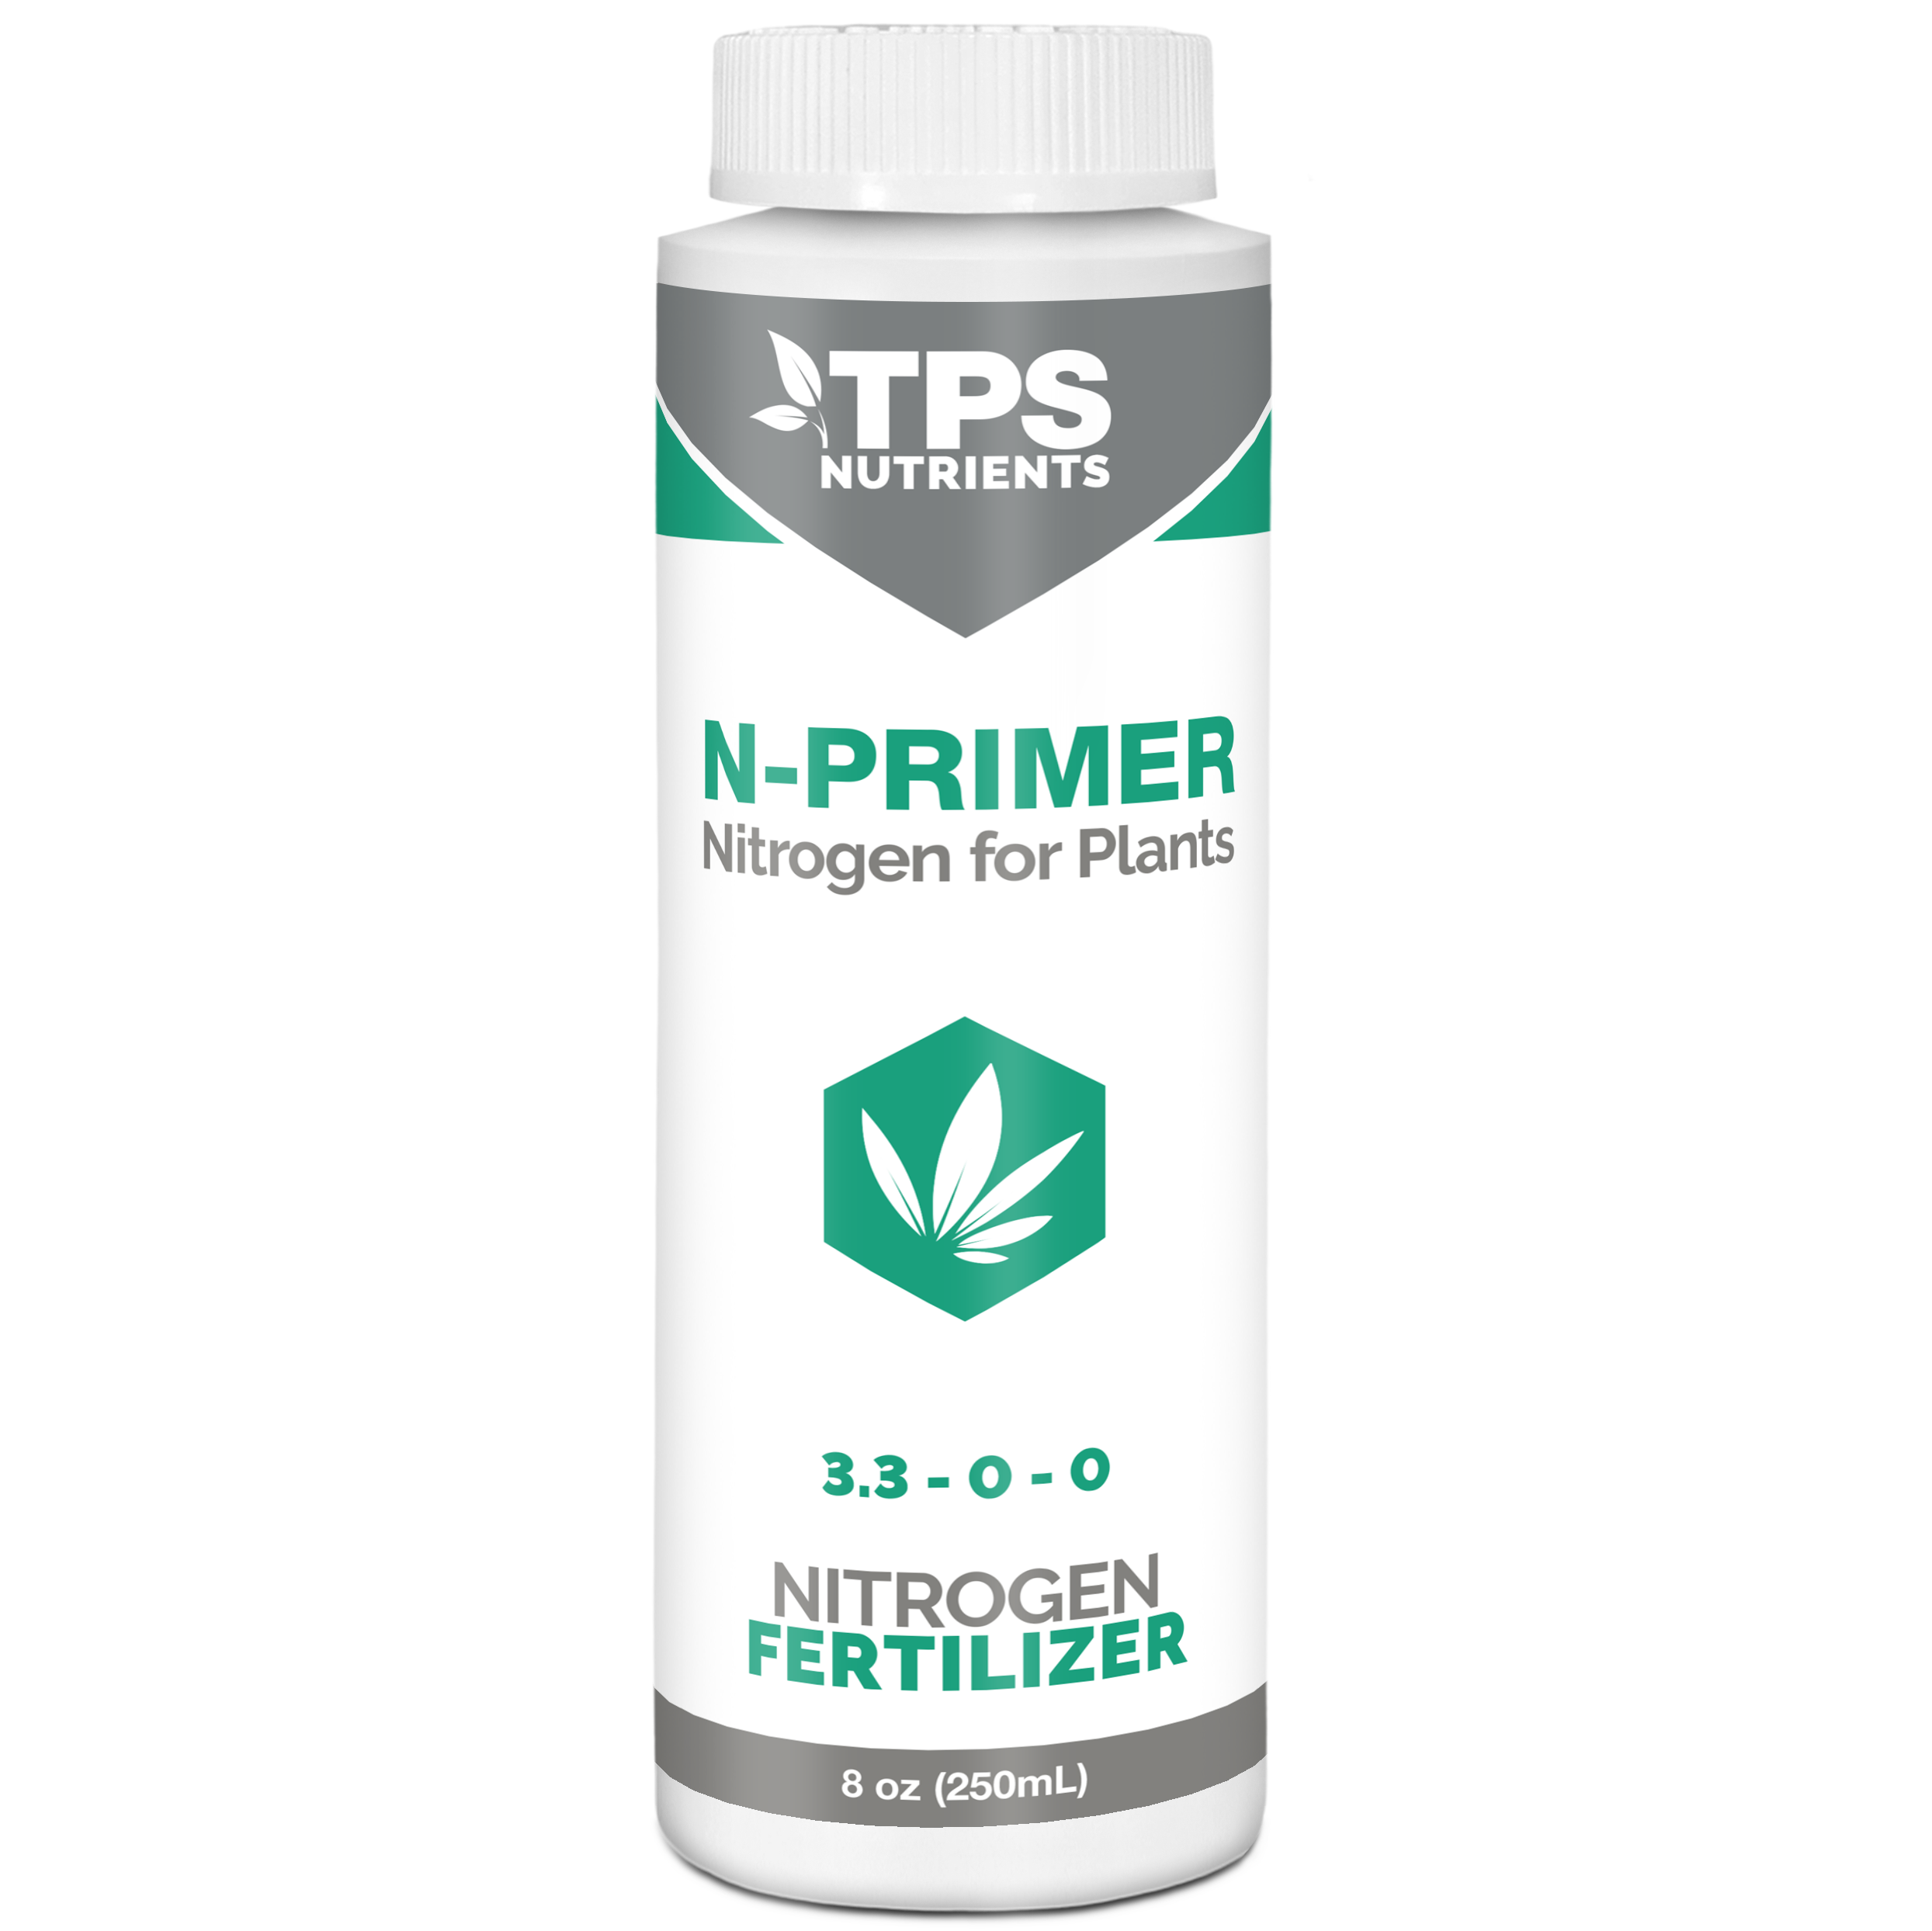 TPS
NUTRIENTS
N-PRIMER
Nitrogen for Plants
3.3 - 0 - 0
NITROGEN
FERTILIZER
8 oz (250mL)